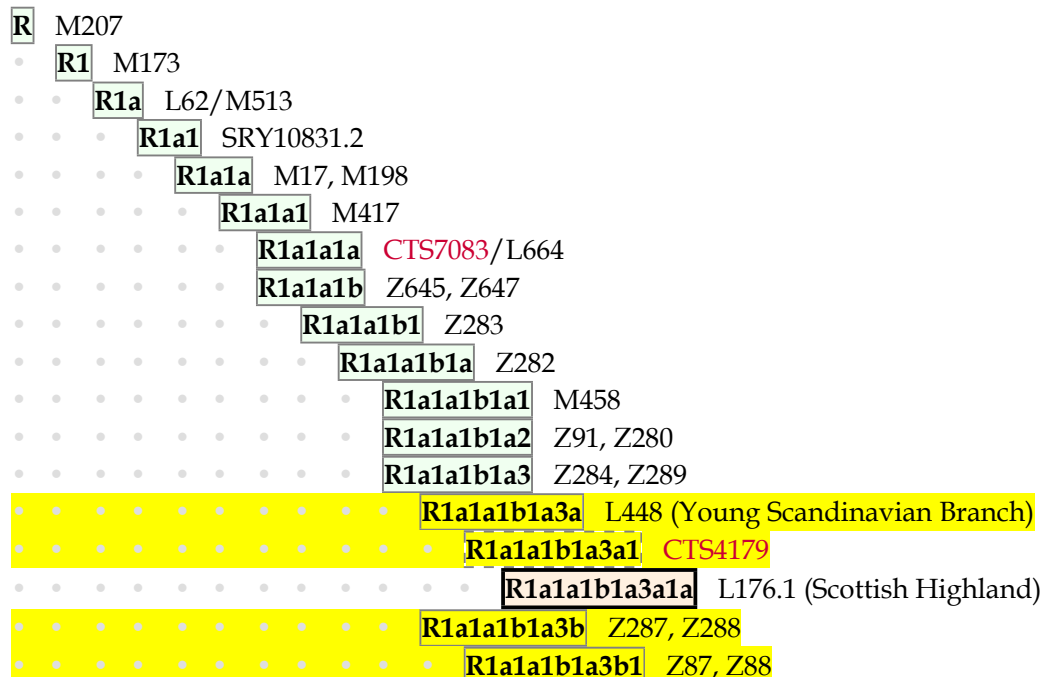 R M207
R1 M173
R1a L62/M513
R1a1 SRY10831.2
R1a1a M17, M198
R1a1a1 M417
R1a1a1a CTS7083/L664
R1a1a1b Z645, Z647
R1a1a1b1 Z283
R1a1a1b1a Z282
R1a1a1b1a1 M458
R1a1a1b1a2 Z91, Z280
R1a1a1b1a3 Z284, Z289
R1a1a1b1a3a L448 (Young Scandinavian Branch)
R1a1a1b1a3a1 CTS4179
R1a1a1b1a3a1a L176.1 (Scottish Highland)
R1a1a1b1a3b Z287, Z288
R1a1a1b1a3b1 Z87, Z88